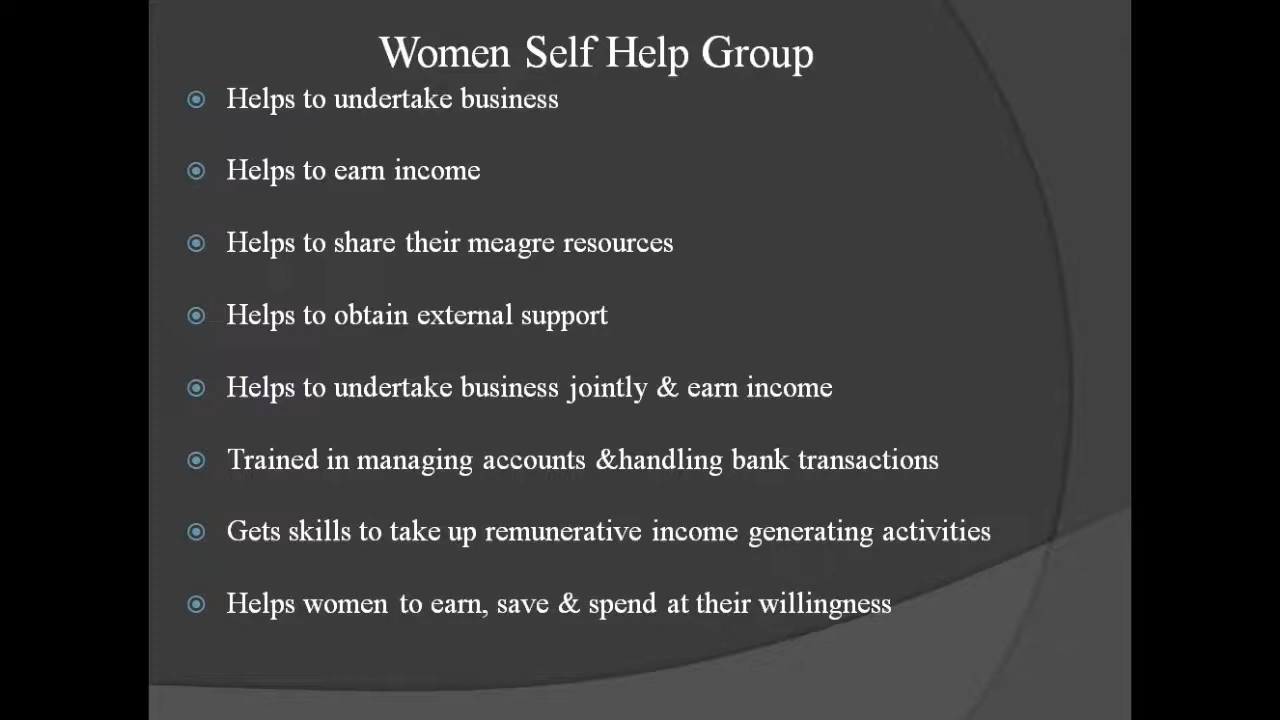 Women Self Help Group
Helps to undertake business
Helps to earn income
Helps to share their meagre resources
Helps to obtain external support
Helps to undertake business jointly & earn income
Trained in managing accounts &handling bank transactions
Gets skills to take up remunerative income generating activities
Helps women to earn, save & spend at their willingness